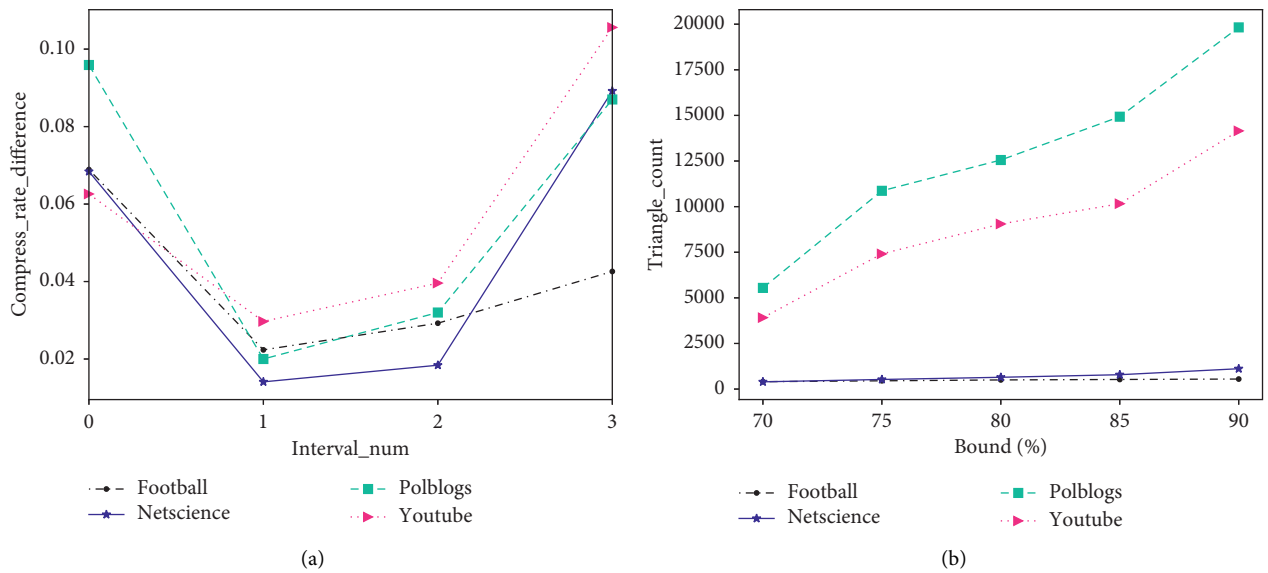 0.10
0.08
0.06
0.04
0.02
Compress_rate_difference
0
1
2
3
Interval_num
Football
Netscience
Polblogs
Youtube
(a)
20000
17500
15000
12500
10000
7500
5000
2500
0
Triangle_count
70
75
80
85
90
Bound (%)
Football
Netscience
Polblogs
Youtube
(b)